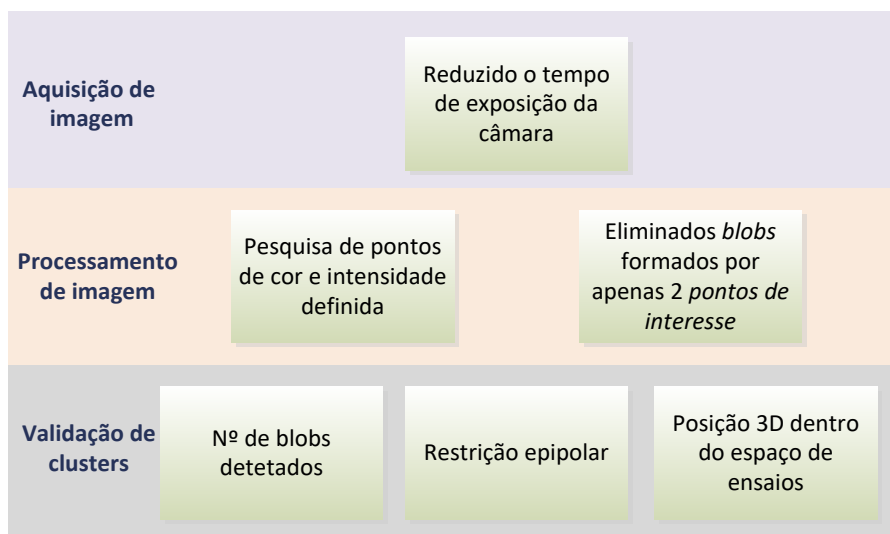 Aquisição de
imagem
Reduzido o tempo
de exposição da
câmara
Processamento
de imagem
Pesquisa de pontos
de cor e intensidade
definida
Eliminados blobs
formados por
apenas 2 pontos de
interesse
Validação de
clusters
Nº de blobs
detetados
Restrição epipolar
Posição 3D dentro
do espaço de
ensaios